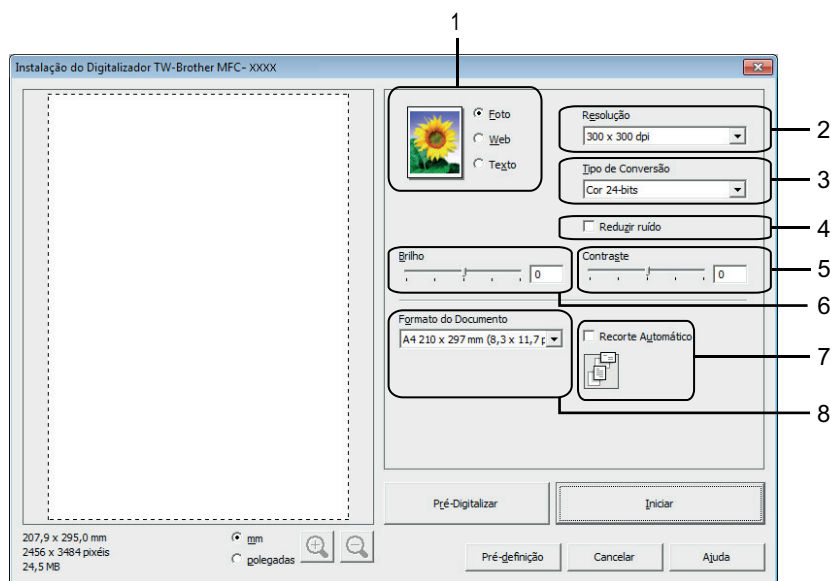 1
Instalação do Digitalizador TW-Brother MFC- XXXX
Foto
Web
Texto
Resolução
300 x 300 dpi
2
Tipo de Conversão
Cor 24-bits
3
Reduzir ruído
4
Brilho
0
Contraste
0
5
6
Formato do Documento
A4 210 x 297 mm (8,3 x 11,7 p
Recorte Automático
7
8
Pré-Digitalizar
Iniciar
207,9 x 295,0 mm
2456 x 3484 pixéis
24,5 MB
mm
polegadas
Pré-definição
Cancelar
Ajuda